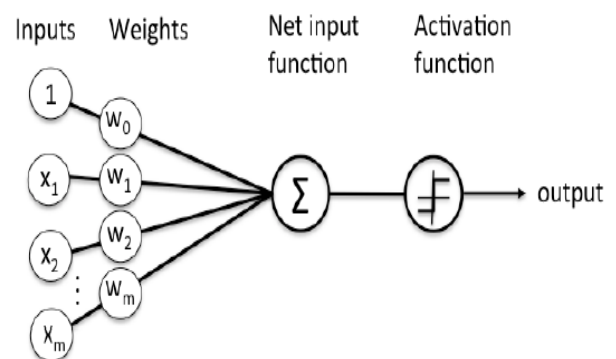 Inputs Weights Net input function Activation function
1
w0
x1 w1
x2 w2
⋮
xm wm
Σ
output